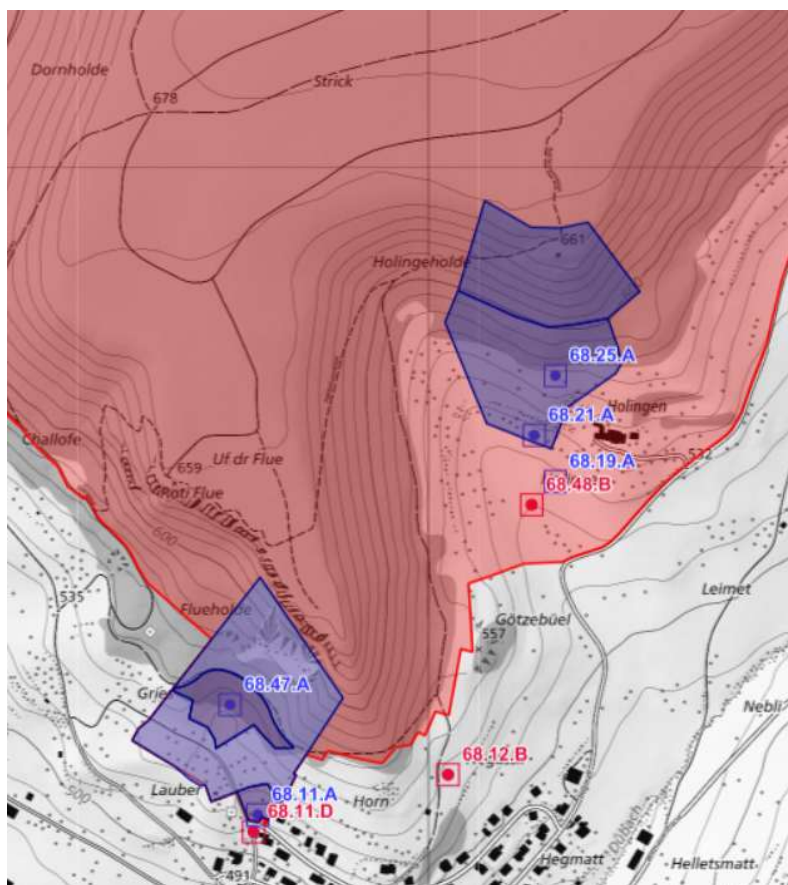 Dornholde
Strick
678
Holingeholde
661
68.25.A
68.21.A
Holingen
Challofe
659
Uf dr Flue
68.19.A
532
Roti Flue
68.48.B
600
535
Leimet
Flueholde
Götzebüel
557
68.47.A
Nebli
68.12.B
Lauber
68.11.A
Horn
500
68.11.D
Hegmatt
491
Helletsmatt